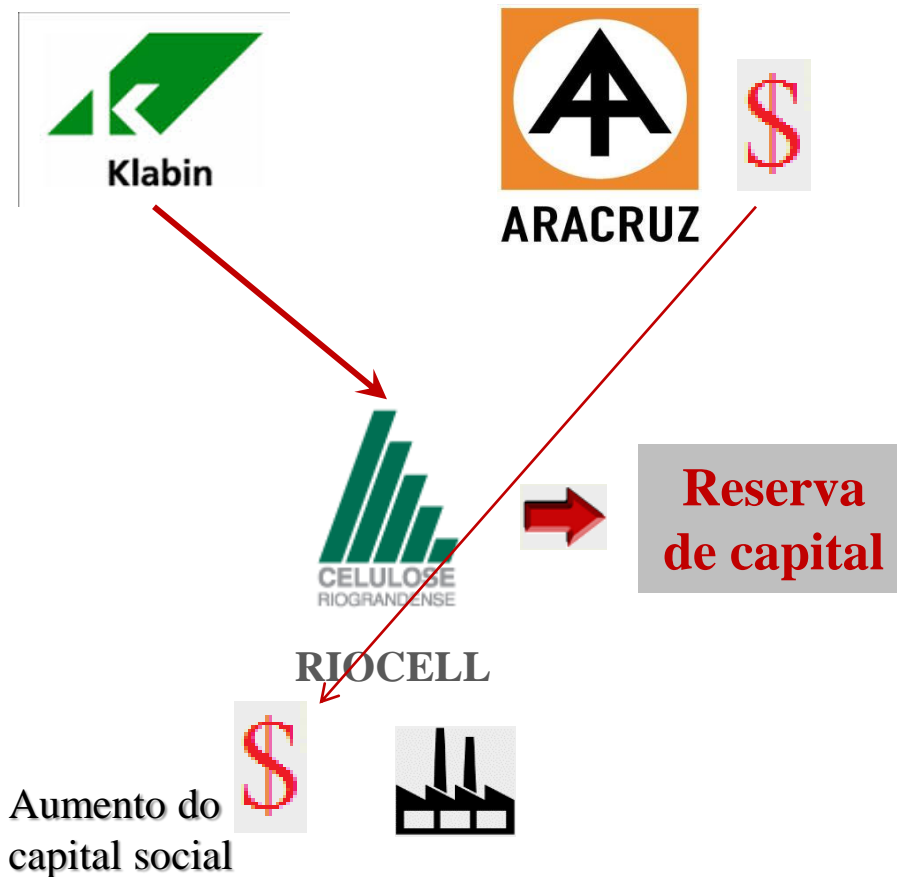 Klabin
ARACRUZ
$
CELULOSE
RIOGRANDENSE
Reserva
de capital
RIOCELL
$
Aumento do
capital social